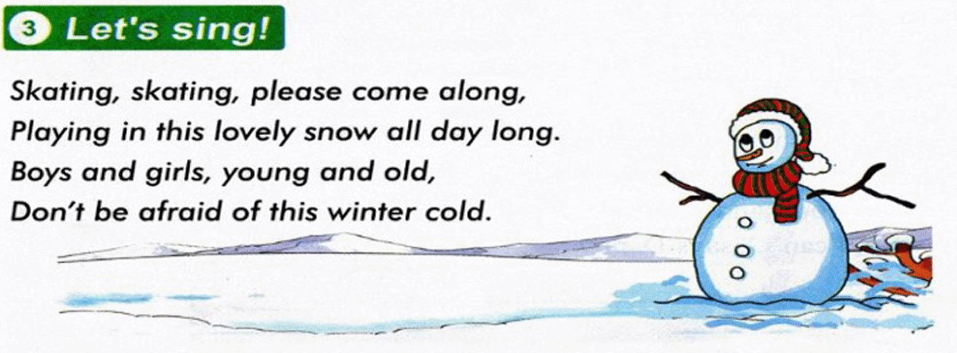 3 Let's sing!
Skating, skating, please come along,
Playing in this lovely snow all day long.
Boys and girls, young and old,
Don't be afraid of this winter cold.